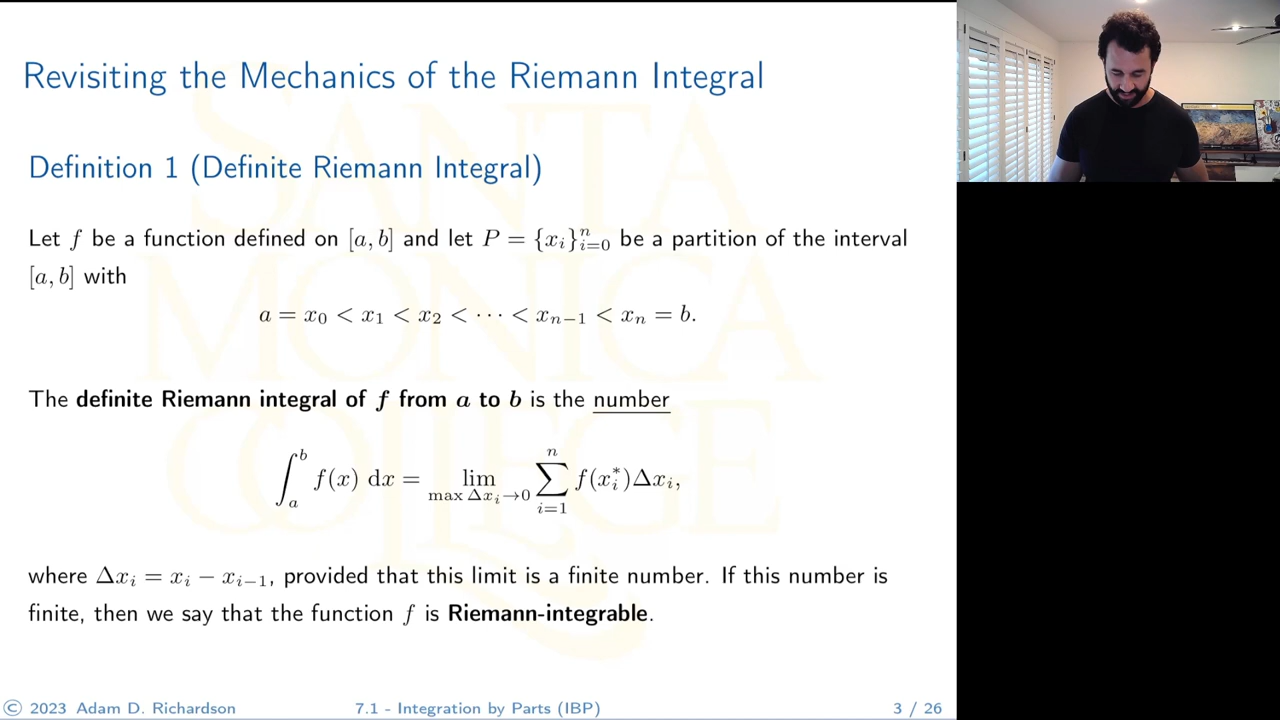 Revisiting the Mechanics of the Riemann Integral
Definition 1 (Definite Riemann Integral)
Let f be a function defined on [a, b] and let P = {x_i}_{i=0}^{n} be a partition of the interval
[a, b] with
a = x_0 < x_1 < x_2 < ⋯ < x_{n−1} < x_n = b.
The definite Riemann integral of f from a to b is the number
∫_a^b f(x) dx = lim_{max Δx_i→0} ∑_{i=1}^{n} f(x_i^*)Δx_i,
where Δx_i = x_i − x_{i−1}, provided that this limit is a finite number. If this number is
finite, then we say that the function f is Riemann-integrable.
SANTA
MONICA
COLLEGE
© 2023 Adam D. Richardson 7.1 - Integration by Parts (IBP) 3 / 26